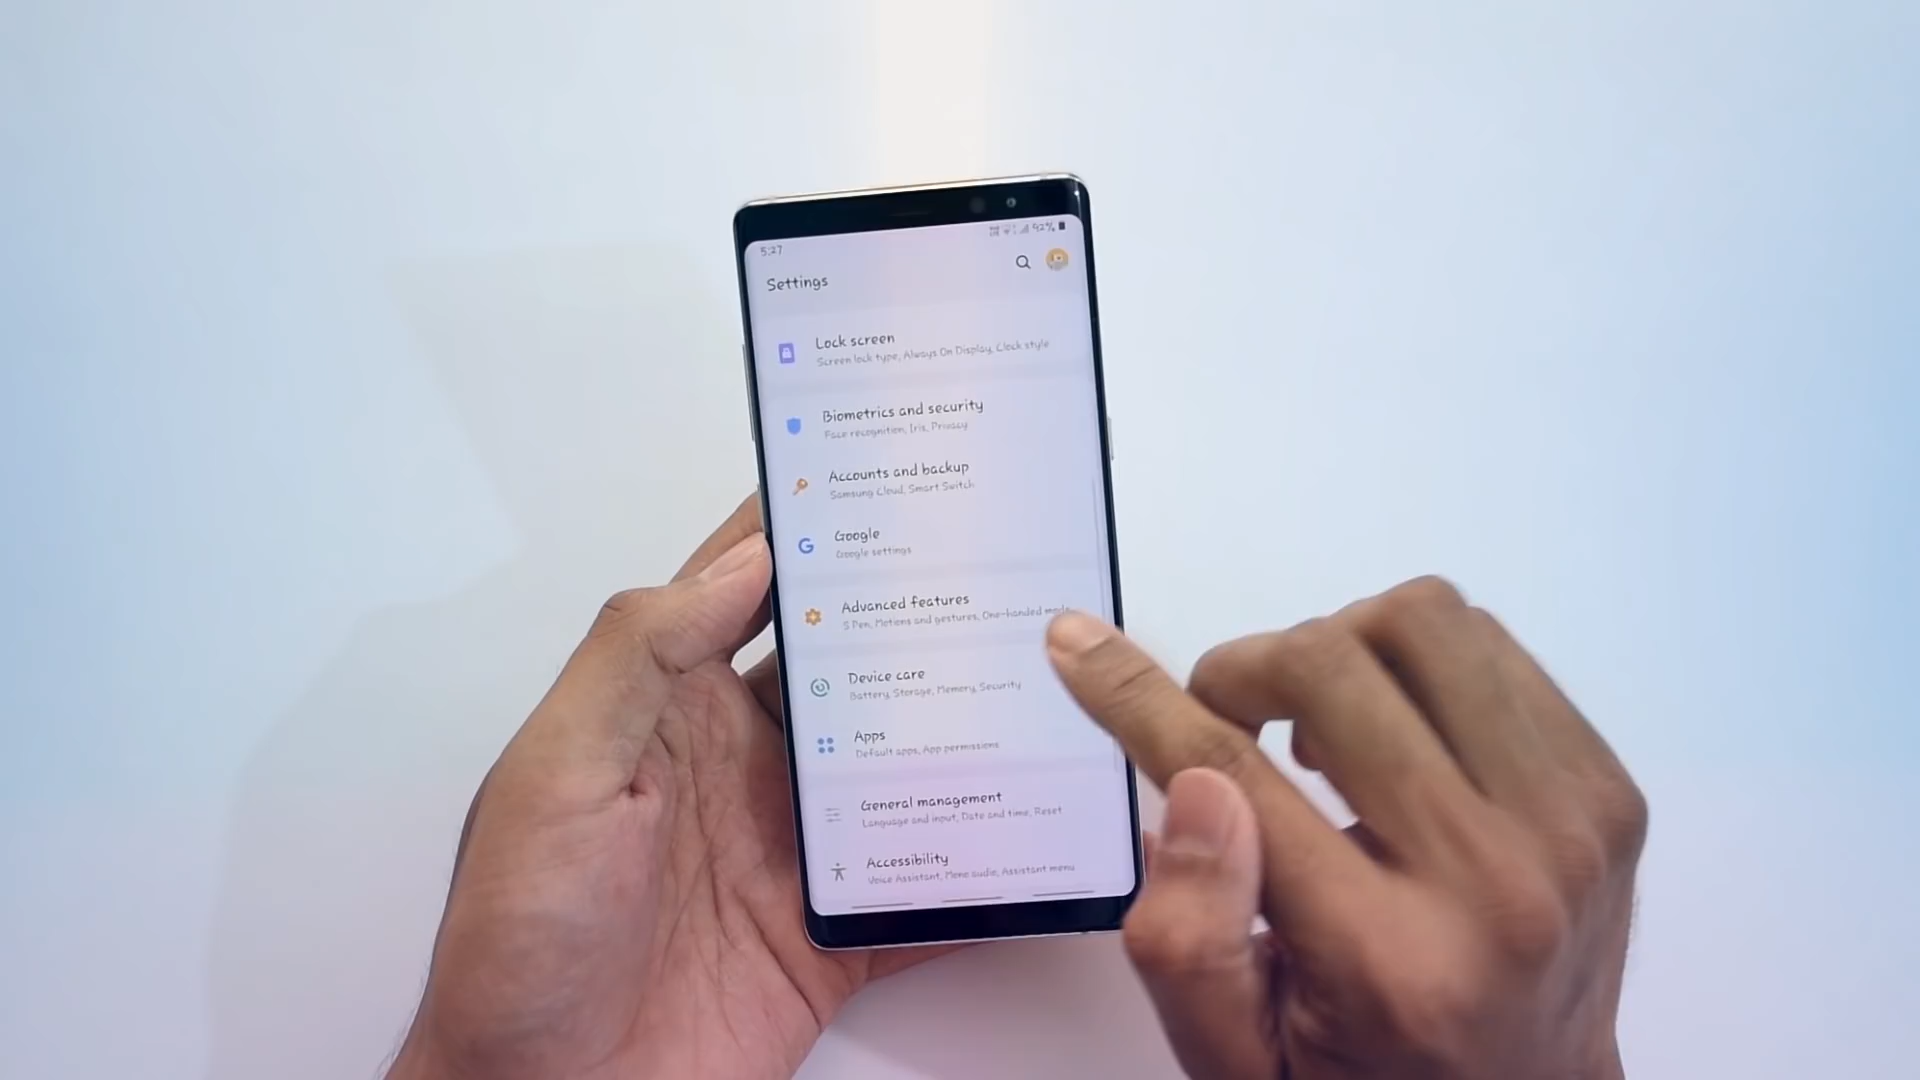 5:27
92%
Settings
Lock screen
Screen lock type, Always On Display, Clock style
Biometrics and security
Face recognition, Iris, Privacy
Accounts and backup
Samsung Cloud, Smart Switch
Google
Google settings
Advanced features
S Pen, Motions and gestures, One-handed mode
Device care
Battery, Storage, Memory, Security
Apps
Default apps, App permissions
General management
Language and input, Date and time, Reset
Accessibility
Voice Assistant, Mono audio, Assistant menu